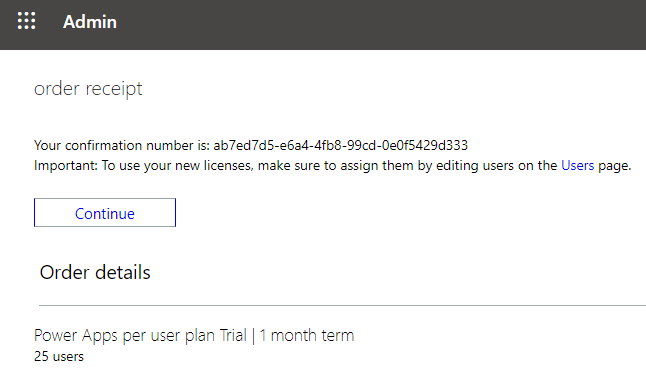 Admin
order receipt
Your confirmation number is: ab7ed7d5-e6a4-4fb8-99cd-0e0f5429d333
Important: To use your new licenses, make sure to assign them by editing users on the Users page.
Continue
Order details
Power Apps per user plan Trial | 1 month term
25 users